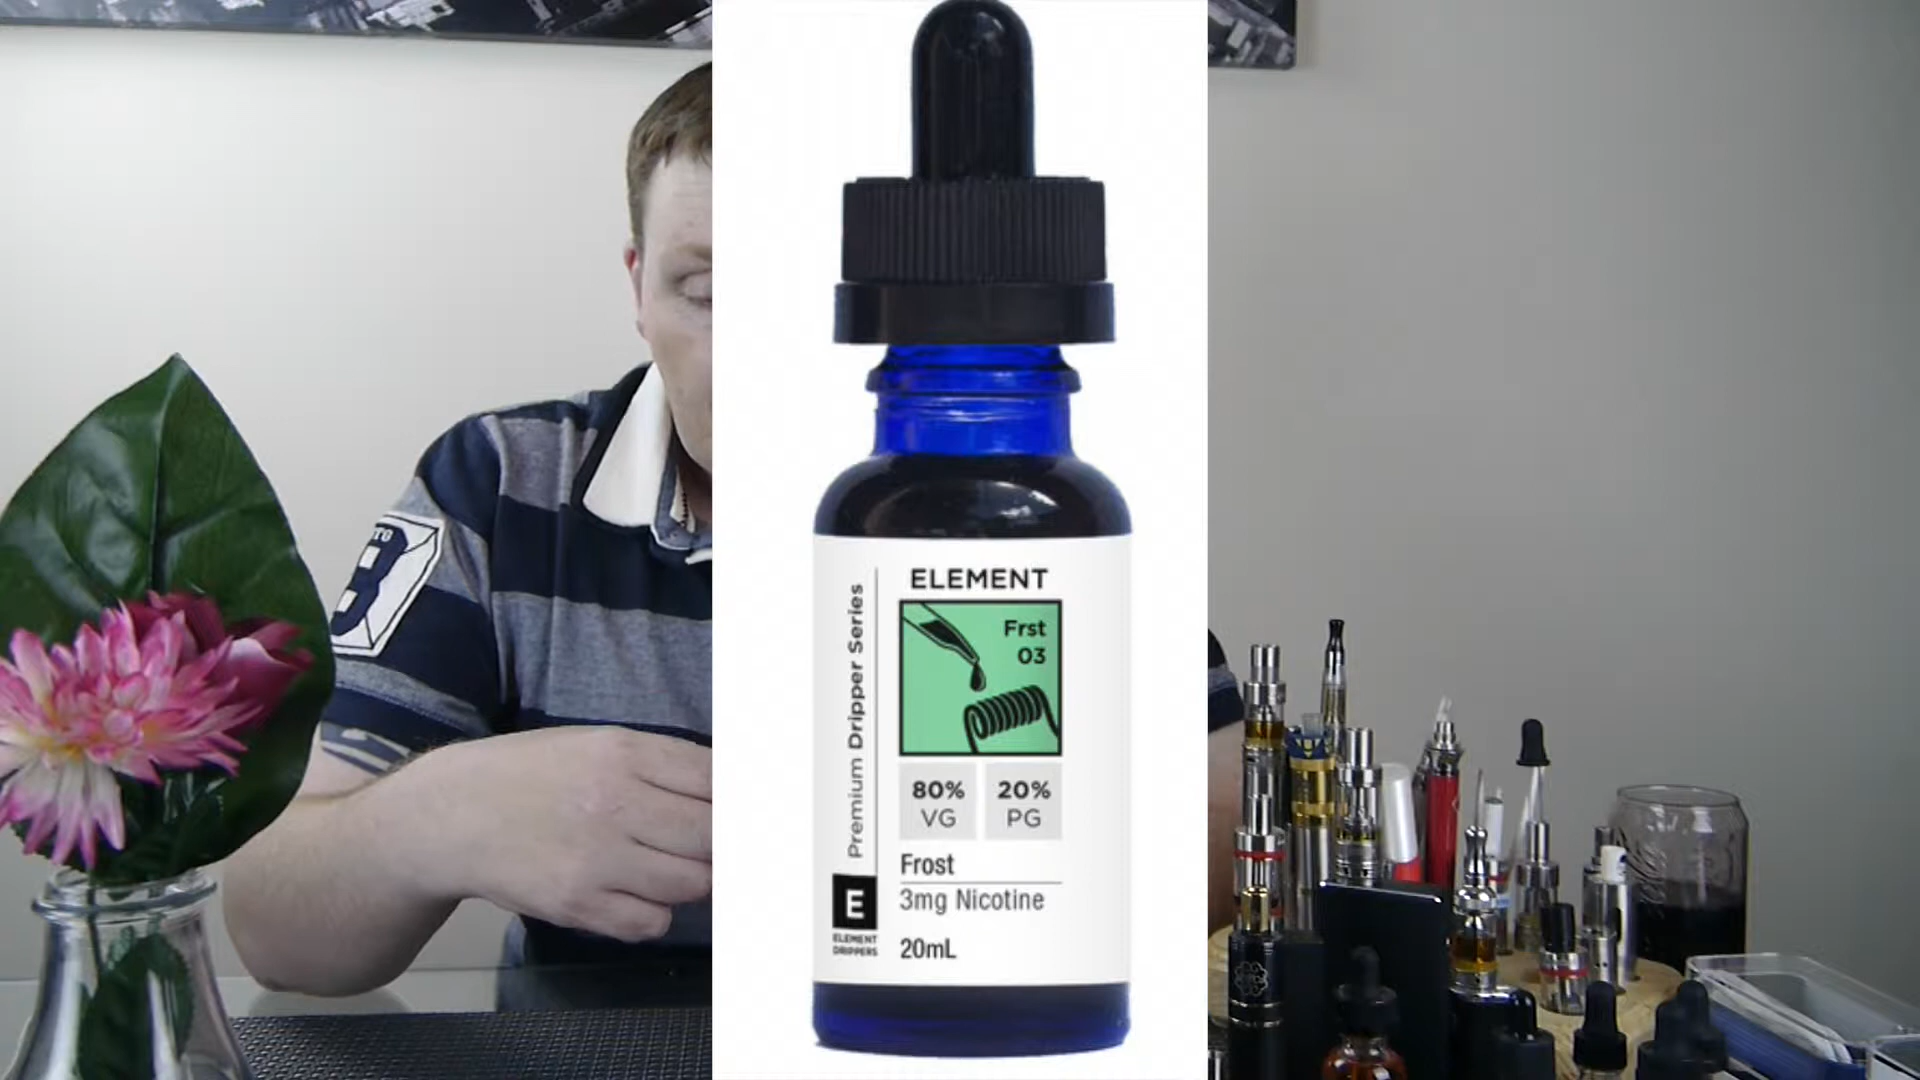 ELEMENT
Premium Dripper Series
Frst
03
80%
VG
20%
PG
Frost
3mg Nicotine
20mL
E
ELEMENT
DRIPPERS